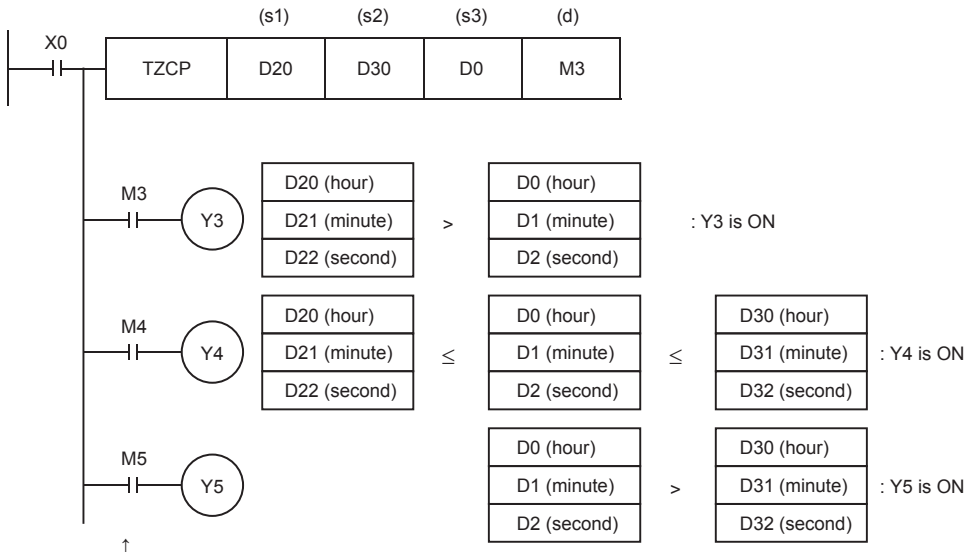 (s1) (s2) (s3) (d)
X0
TZCP D20 D30 D0 M3
M3
Y3
D20 (hour)
D21 (minute)
D22 (second)
>
D0 (hour)
D1 (minute)
D2 (second)
: Y3 is ON
M4
Y4
D20 (hour)
D21 (minute)
D22 (second)
≤
D0 (hour)
D1 (minute)
D2 (second)
≤
D30 (hour)
D31 (minute)
D32 (second)
: Y4 is ON
M5
Y5
D0 (hour)
D1 (minute)
D2 (second)
>
D30 (hour)
D31 (minute)
D32 (second)
: Y5 is ON
↑